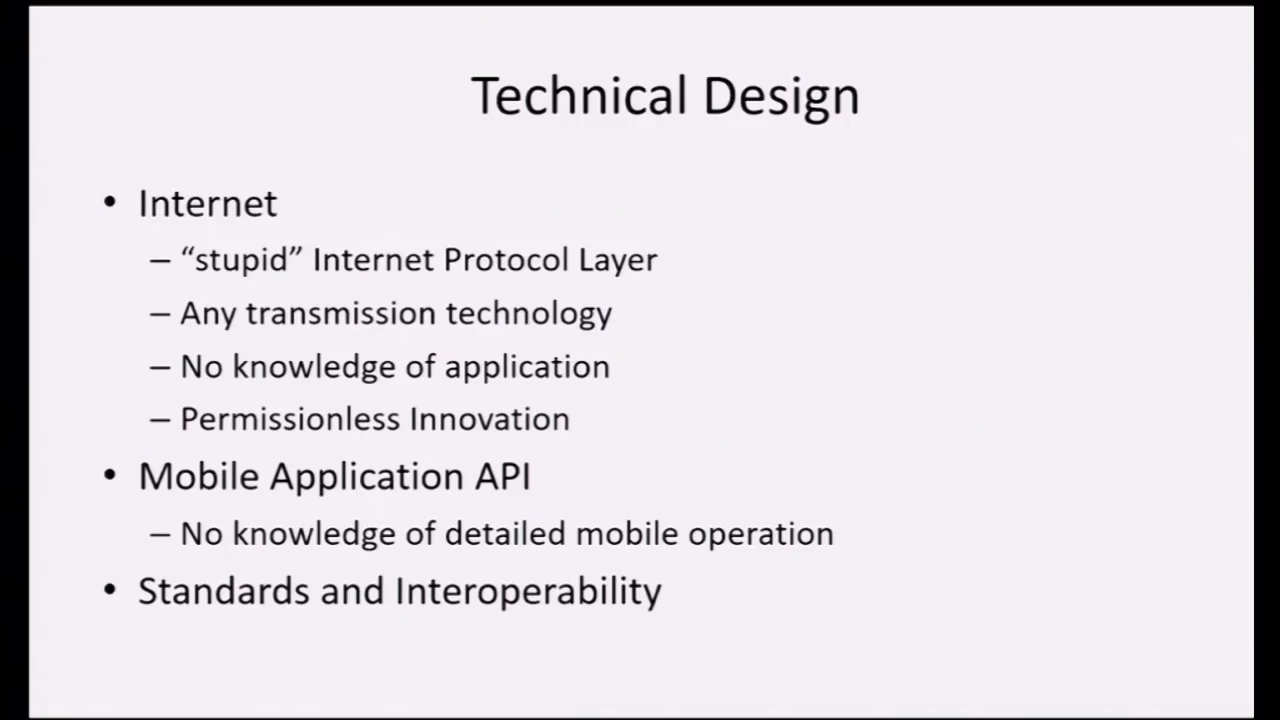 Technical Design
• Internet
– “stupid” Internet Protocol Layer
– Any transmission technology
– No knowledge of application
– Permissionless Innovation
• Mobile Application API
– No knowledge of detailed mobile operation
• Standards and Interoperability